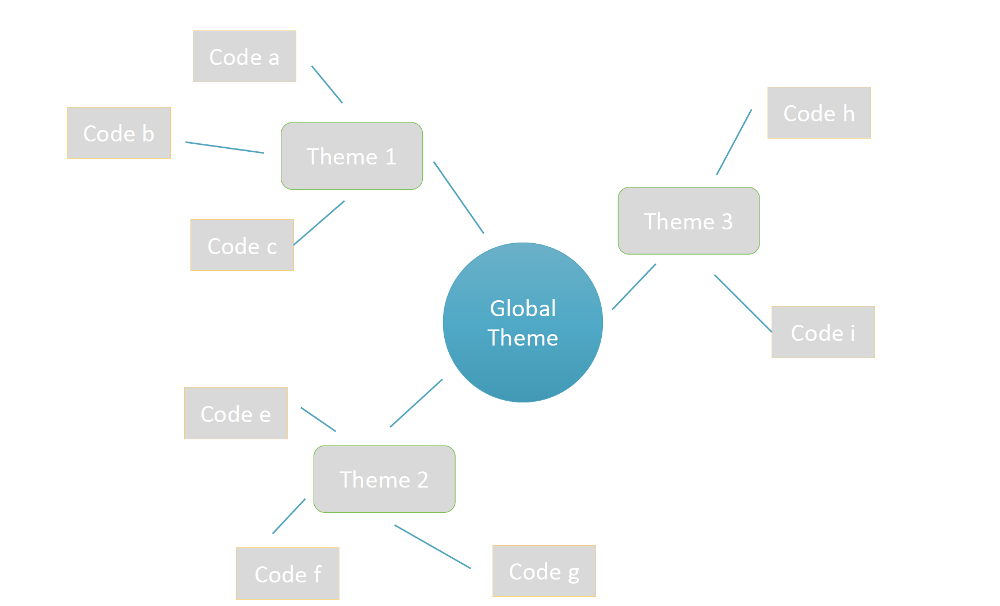 Code a
Code b
Code h
Theme 1
Theme 3
Code c
Global
Theme
Code i
Code e
Theme 2
Code f
Code g